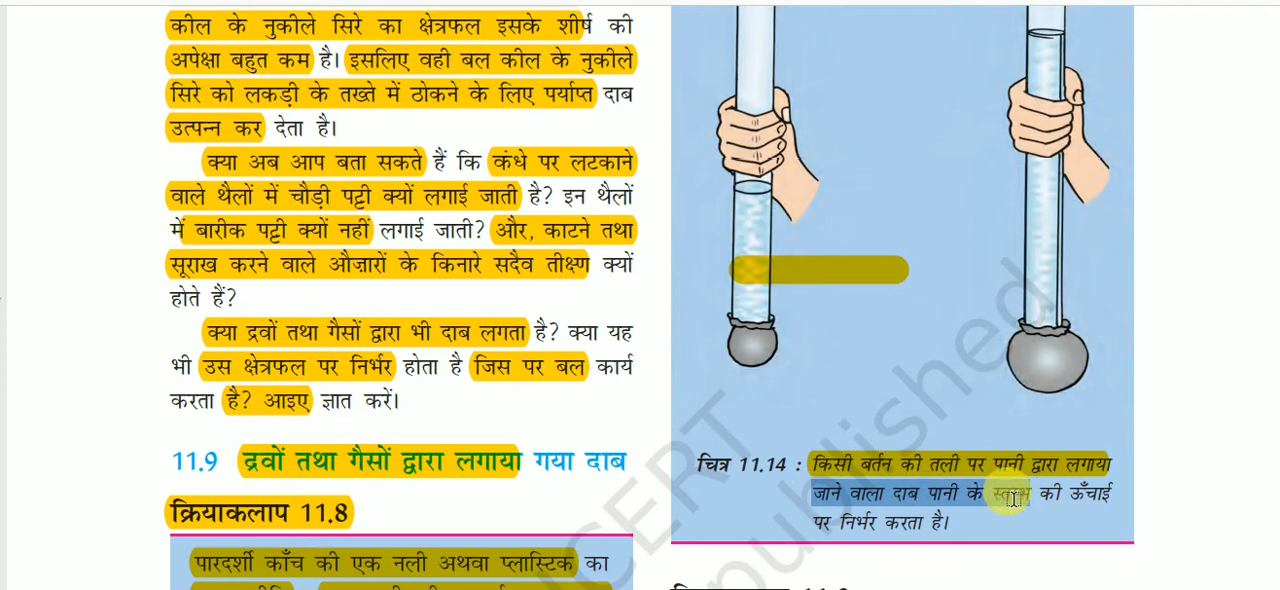 कील के नुकीले सिरे का क्षेत्रफल इसके शीर्ष की
अपेक्षा बहुत कम है। इसलिए वही बल कील के नुकीले
सिरे को लकड़ी के तख्ते में ठोकने के लिए पर्याप्त दाब
उत्पन्न कर देता है।
क्या अब आप बता सकते हैं कि कंधे पर लटकाने
वाले थैलों में चौड़ी पट्टी क्यों लगाई जाती है? इन थैलों
में बारीक पट्टी क्यों नहीं लगाई जाती? और, काटने तथा
सूराख करने वाले औज़ारों के किनारे सदैव तीक्ष्ण क्यों
होते हैं?
क्या द्रवों तथा गैसों द्वारा भी दाब लगता है? क्या यह
भी उस क्षेत्रफल पर निर्भर होता है जिस पर बल कार्य
करता है? आइए ज्ञात करें।
11.9 द्रवों तथा गैसों द्वारा लगाया गया दाब
क्रियाकलाप 11.8
पारदर्शी काँच की एक नली अथवा प्लास्टिक का
चित्र 11.14 : किसी बर्तन की तली पर पानी द्वारा लगाया
जाने वाला दाब पानी के स्तम्भ की ऊँचाई
पर निर्भर करता है।
NCERT
published